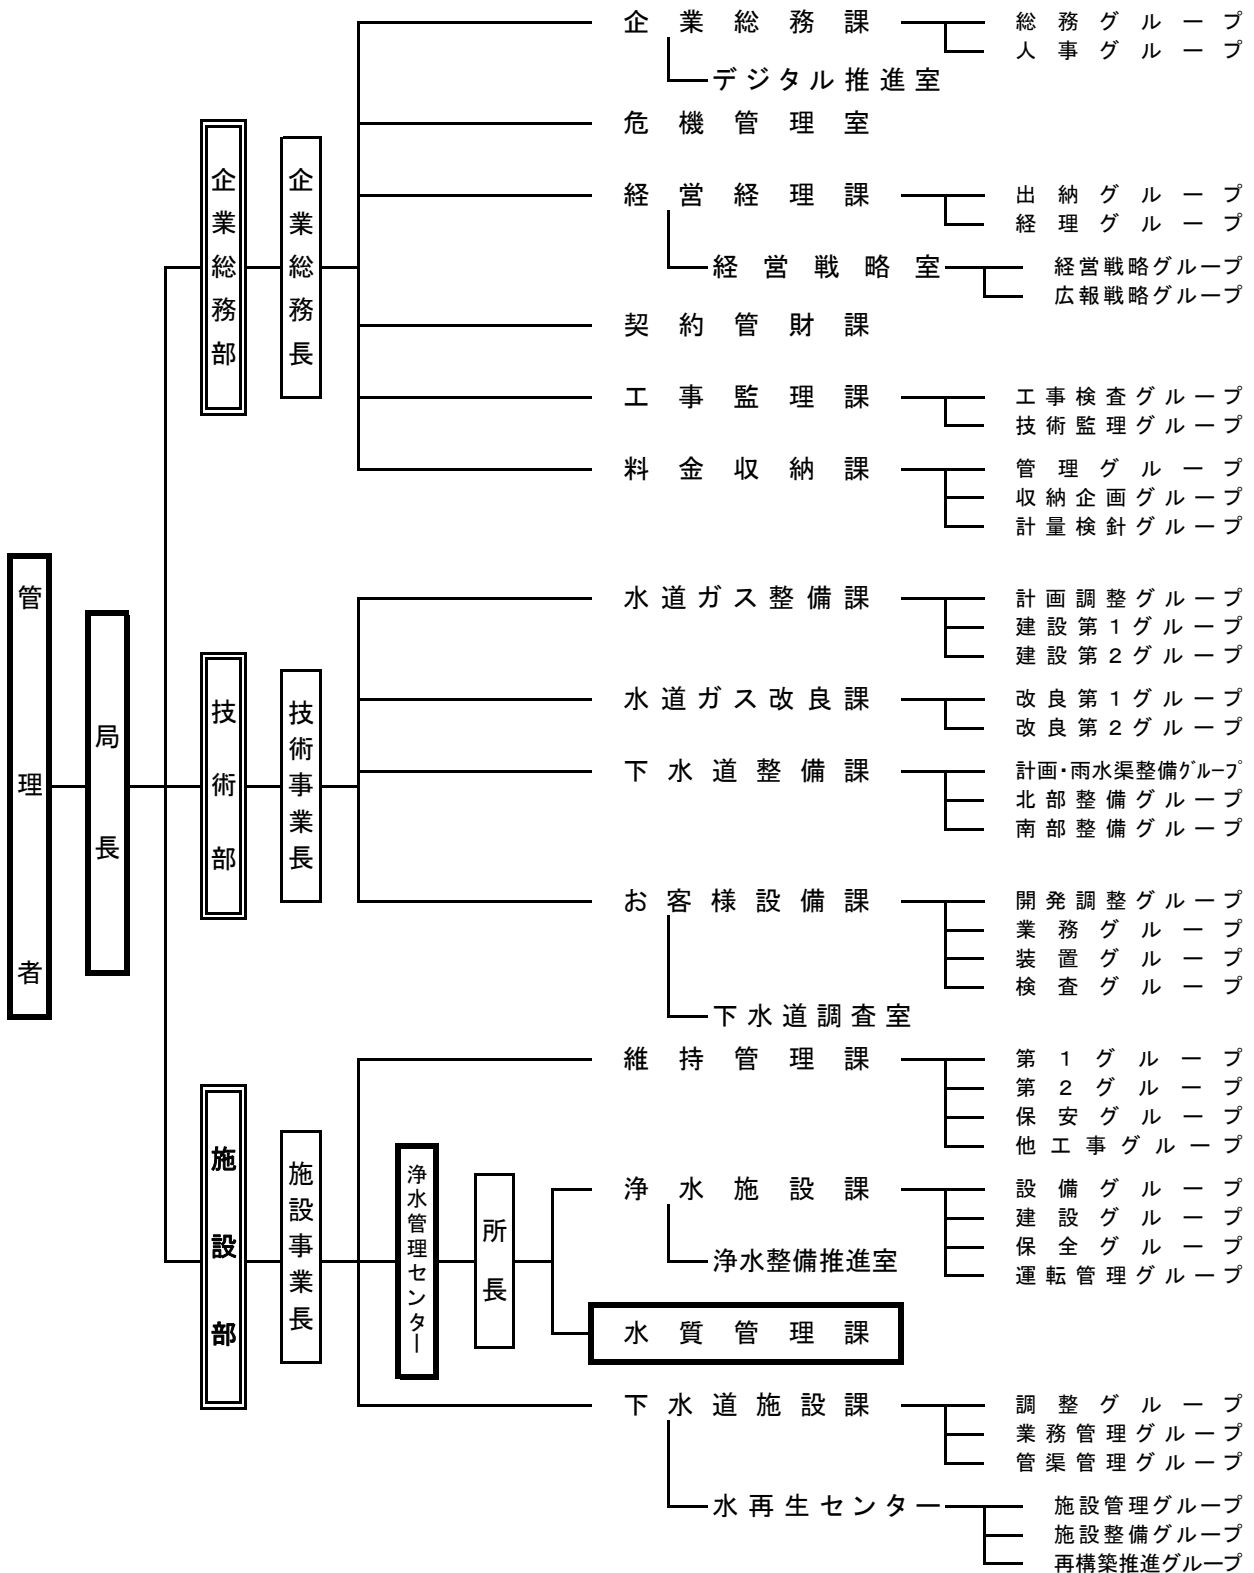 管理者
局長
企業総務部
企業総務長
企業総務課
総務グループ
人事グループ
デジタル推進室
危機管理室
経営経理課
出納グループ
経理グループ
経営戦略室
経営戦略グループ
広報戦略グループ
契約管財課
工事監理課
工事検査グループ
技術監理グループ
料金収納課
管理グループ
収納企画グループ
計量検針グループ
技術部
技術事業長
水道ガス整備課
計画調整グループ
建設第1グループ
建設第2グループ
水道ガス改良課
改良第1グループ
改良第2グループ
下水道整備課
計画・雨水渠整備グループ
北部整備グループ
南部整備グループ
お客様設備課
開発調整グループ
業務グループ
装置グループ
検査グループ
下水道調査室
施設部
施設事業長
維持管理課
第1グループ
第2グループ
保安グループ
他工事グループ
浄水管理センター
所長
浄水施設課
設備グループ
建設グループ
保全グループ
運転管理グループ
浄水整備推進室
水質管理課
下水道施設課
調整グループ
業務管理グループ
管渠管理グループ
水再生センター
施設管理グループ
施設整備グループ
再構築推進グループ